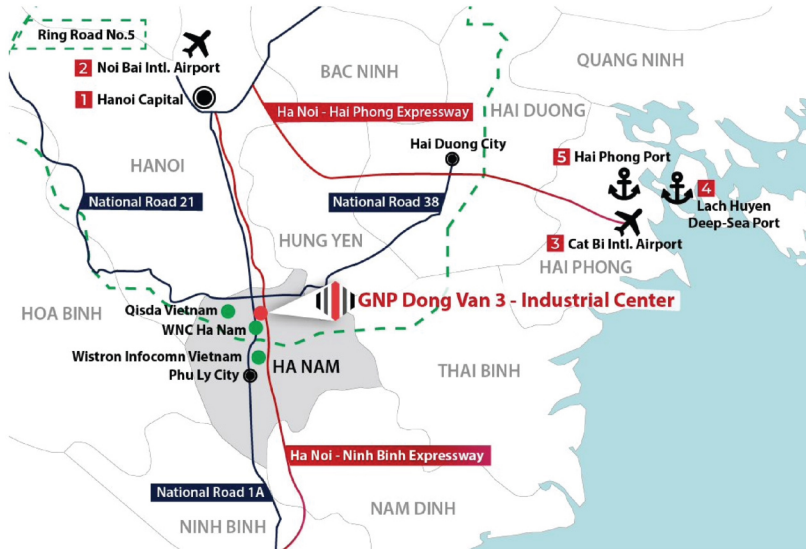 Ring Road No.5
2 Noi Bai Intl. Airport
1 Hanoi Capital
BAC NINH
QUANG NINH
HAI DUONG
Ha Noi - Hai Phong Expressway
Hai Duong City
5 Hai Phong Port
4
Lach Huyen
Deep-Sea Port
HANOI
National Road 21
National Road 38
HUNG YEN
3 Cat Bi Intl. Airport
HAI PHONG
HOA BINH
Qisda Vietnam
GNP Dong Van 3 - Industrial Center
WNC Ha Nam
Wistron Infocomn Vietnam
HA NAM
Phu Ly City
THAI BINH
Ha Noi - Ninh Binh Expressway
National Road 1A
NAM DINH
NINH BINH